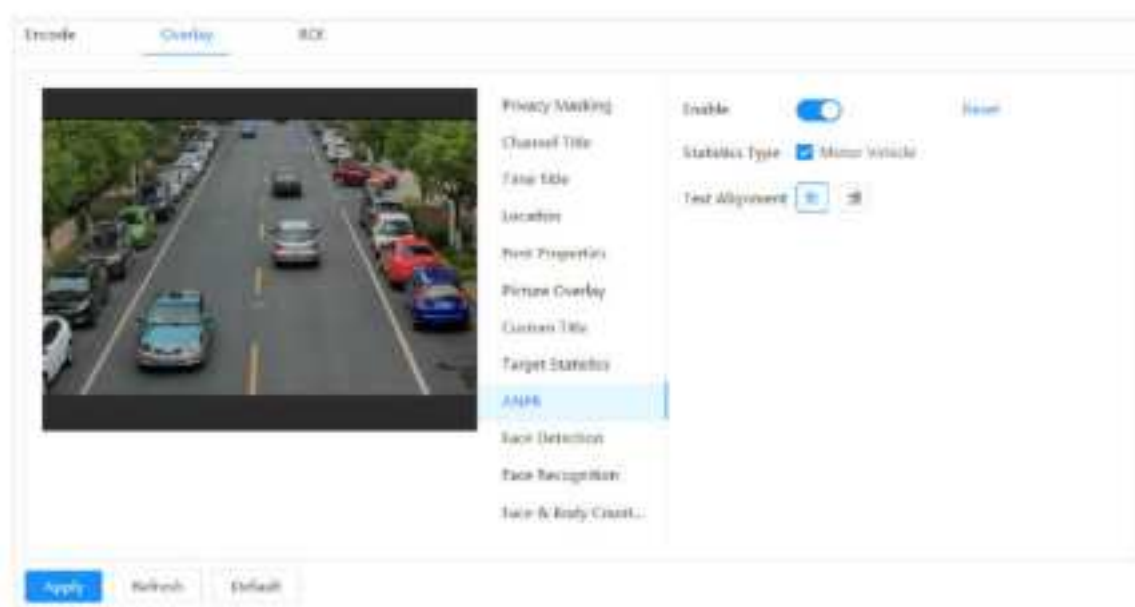 Encode Overlay ROI
Privacy Masking
Channel Title
Time Title
Location
Font Properties
Picture Overlay
Custom Title
Target Statistics
ANPR
Face Detection
Face Recognition
Face & Body Count...
Enable Reset
Statistics Type Motor Vehicle
Text Alignment
Apply Refresh Default